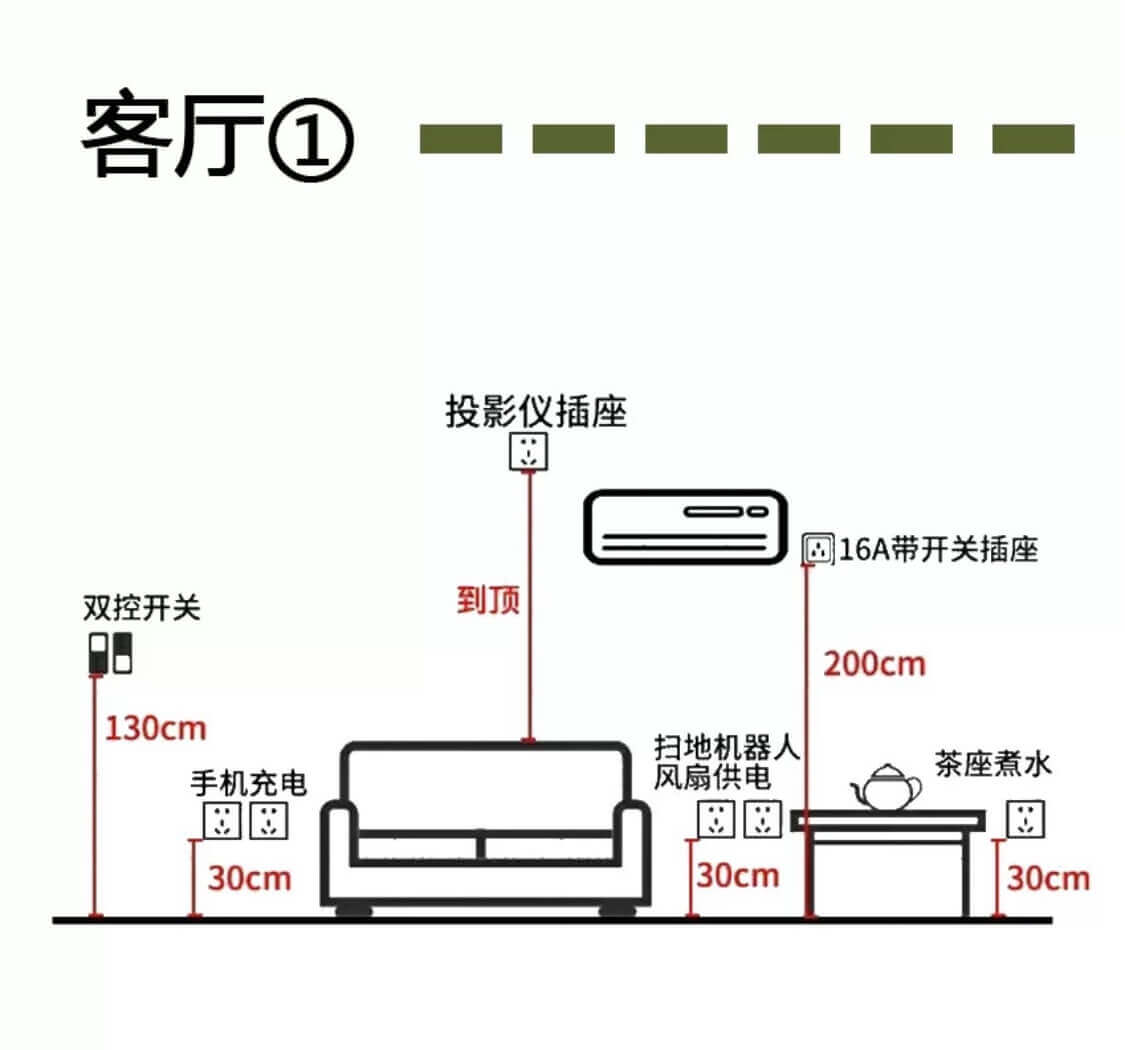 客厅①
投影仪插座
16A带开关插座
到顶
双控开关
200cm
130cm
扫地机器人
风扇供电
茶座煮水
手机充电
30cm
30cm
30cm